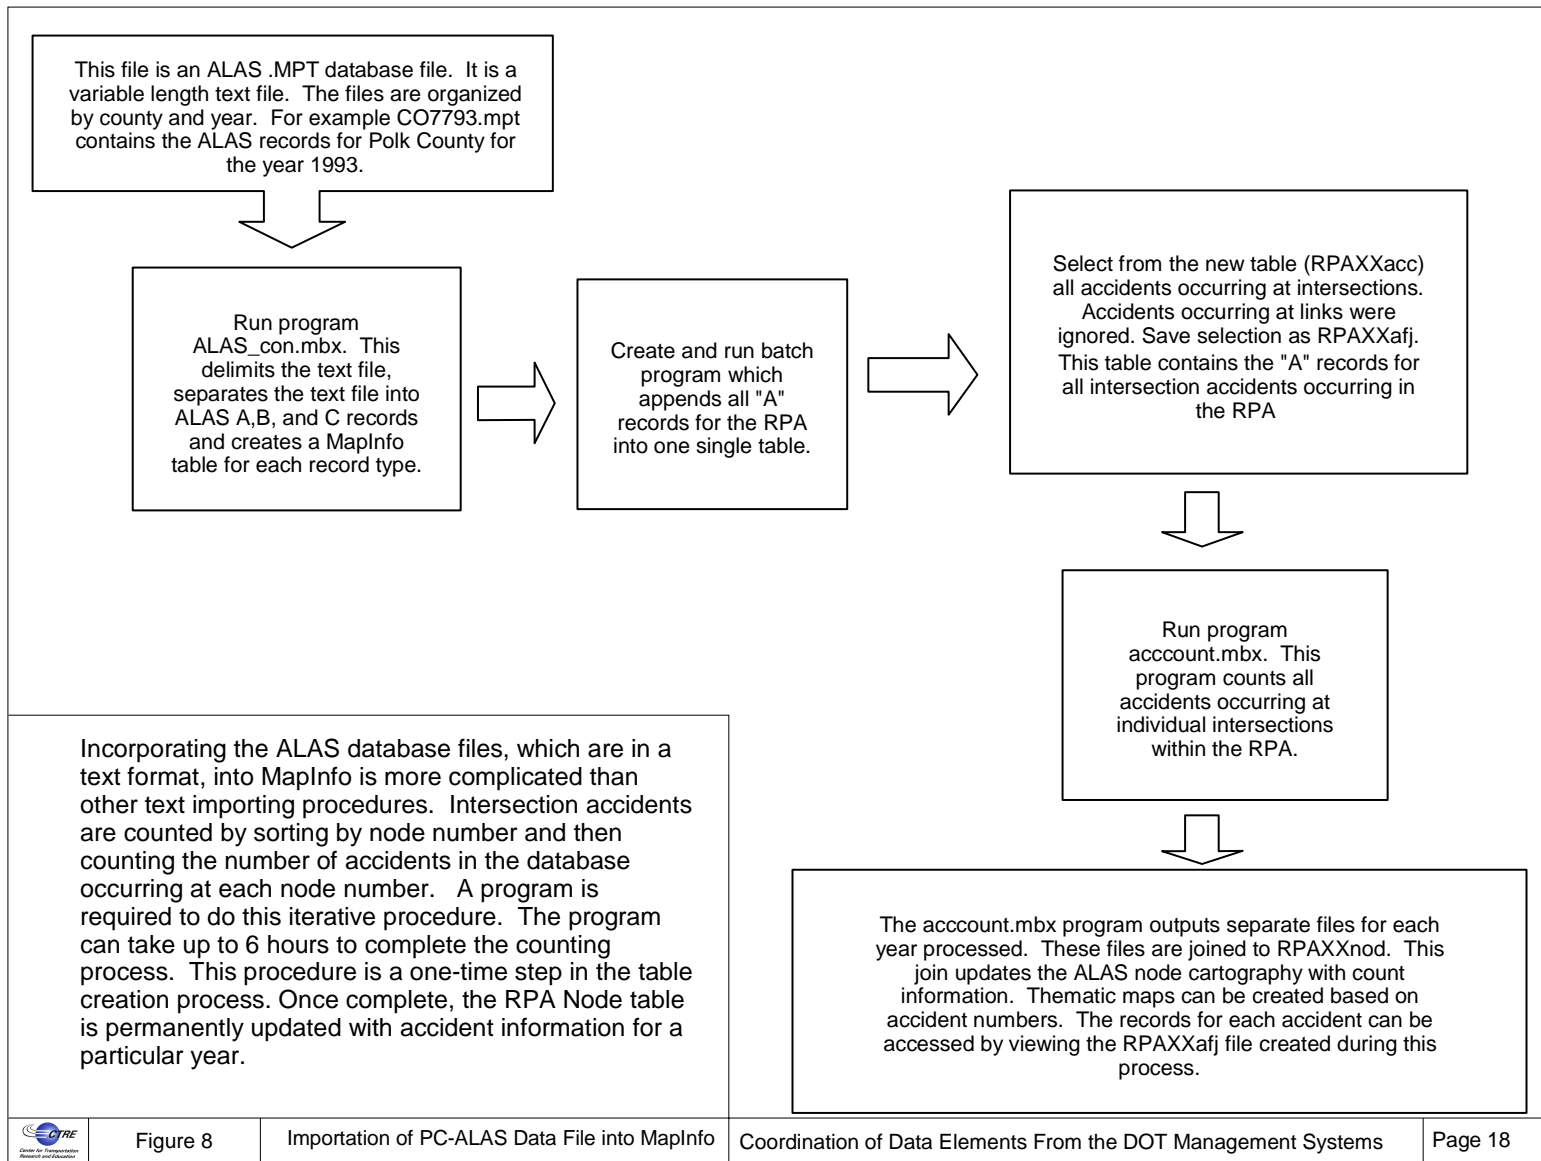 This file is an ALAS .MPT database file.  It is a
variable length text file.  The files are organized
by county and year.  For example CO7793.mpt
contains the ALAS records for Polk County for
the year 1993.
Run program
ALAS_con.mbx.  This
delimits the text file,
separates the text file into
ALAS A,B, and C records
and creates a MapInfo
table for each record type.
Create and run batch
program which
appends all "A"
records for the RPA
into one single table.
Select from the new table (RPAXXacc)
all accidents occurring at intersections.
Accidents occurring at links were
ignored. Save selection as RPAXXafj.
This table contains the "A" records for
all intersection accidents occurring in
the RPA
Run program
acccount.mbx.  This
program counts all
accidents occurring at
individual intersections
within the RPA.
The acccount.mbx program outputs separate files for each
year processed.  These files are joined to RPAXXnod.  This
join updates the ALAS node cartography with count
information.  Thematic maps can be created based on
accident numbers.  The records for each accident can be
accessed by viewing the RPAXXafj file created during this
process.
Incorporating the ALAS database files, which are in a
text format, into MapInfo is more complicated than
other text importing procedures.  Intersection accidents
are counted by sorting by node number and then
counting the number of accidents in the database
occurring at each node number.   A program is
required to do this iterative procedure.  The program
can take up to 6 hours to complete the counting
process.  This procedure is a one-time step in the table
creation process. Once complete, the RPA Node table
is permanently updated with accident information for a
particular year.
CTRE
Center for Transportation
Research and Education
Figure 8
Importation of PC-ALAS Data File into MapInfo
Coordination of Data Elements From the DOT Management Systems
Page 18